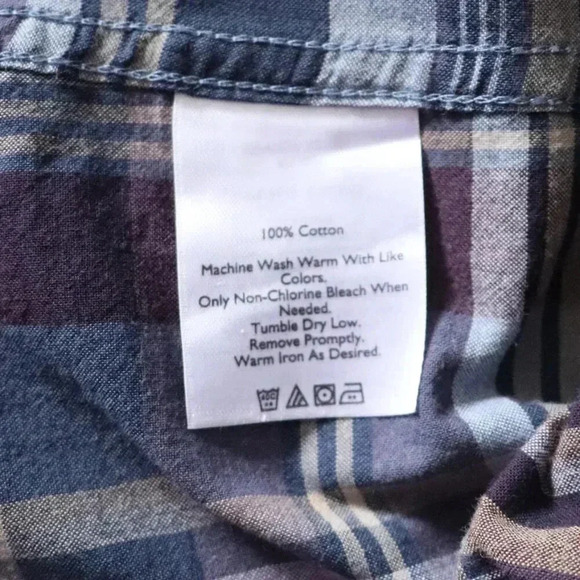 100% Cotton
Machine Wash Warm With Like
Colors.
Only Non-Chlorine Bleach When
Needed.
Tumble Dry Low.
Remove Promptly.
Warm Iron As Desired.